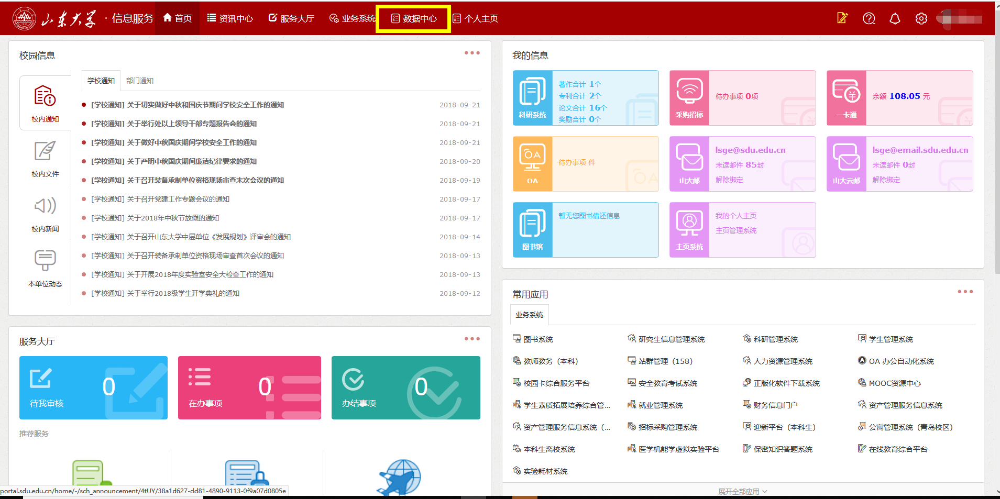 山东大学 · 信息服务 首页 资讯中心 服务大厅 业务系统 数据中心 个人主页
校园信息
校内通知
校内文件
校内新闻
本单位动态
学校通知 部门通知
[学校通知] 关于切实做好中秋和国庆节期间学校安全工作的通知 2018-09-21
[学校通知] 关于举行处以上领导干部专题报告会的通知 2018-09-21
[学校通知] 关于做好中秋国庆期间学校安全工作的通知 2018-09-21
[学校通知] 关于严明中秋国庆期间廉洁纪律要求的通知 2018-09-20
[学校通知] 关于召开装备承制单位资格现场审查末次会议的通知 2018-09-19
[学校通知] 关于召开党建工作专题会议的通知 2018-09-17
[学校通知] 关于2018年中秋节放假的通知 2018-09-17
[学校通知] 关于召开山东大学中层单位《发展规划》评审会的通知 2018-09-14
[学校通知] 关于召开装备承制单位资格现场审查首次会议的通知 2018-09-13
[学校通知] 关于开展2018年度实验室安全大检查工作的通知 2018-09-13
[学校通知] 关于举行2018级学生开学典礼的通知 2018-09-12
服务大厅
待我审核 0
在办事项 0
办结事项 0
推荐服务
我的信息
科研系统
著作合计 1个
专利合计 2个
论文合计 16个
奖励合计 0个
采购招标
待办事项 0项
一卡通
余额 108.05 元
OA
待办事项 件
山大邮
lsge@sdu.edu.cn
未读邮件 85封
解除绑定
山大云邮
lsge@email.sdu.edu.cn
未读邮件 0封
解除绑定
图书馆
暂无您图书借还信息
主页系统
我的个人主页
主页管理系统
常用应用
业务系统
图书系统 研究生信息管理系统 科研管理系统 学生管理系统
教师教务（本科） 站群管理（158） 人力资源管理系统 OA 办公自动化系统
校园卡综合服务平台 安全教育考试系统 正版化软件下载系统 MOOC资源中心
学生素质拓展培养综合管... 就业管理系统 财务信息门户 资产管理服务信息系统
资产管理服务信息系统（... 招标采购管理系统 迎新平台（本科生） 公寓管理系统（青岛校区）
本科生离校系统 医学机能学虚拟实验平台 保密知识答题系统 在线教育综合平台
实验耗材系统
展开全部应用
portal.sdu.edu.cn/home/-/sch_announcement/4tUY/38a1d627-dd81-4890-9113-0f9a07d0805e